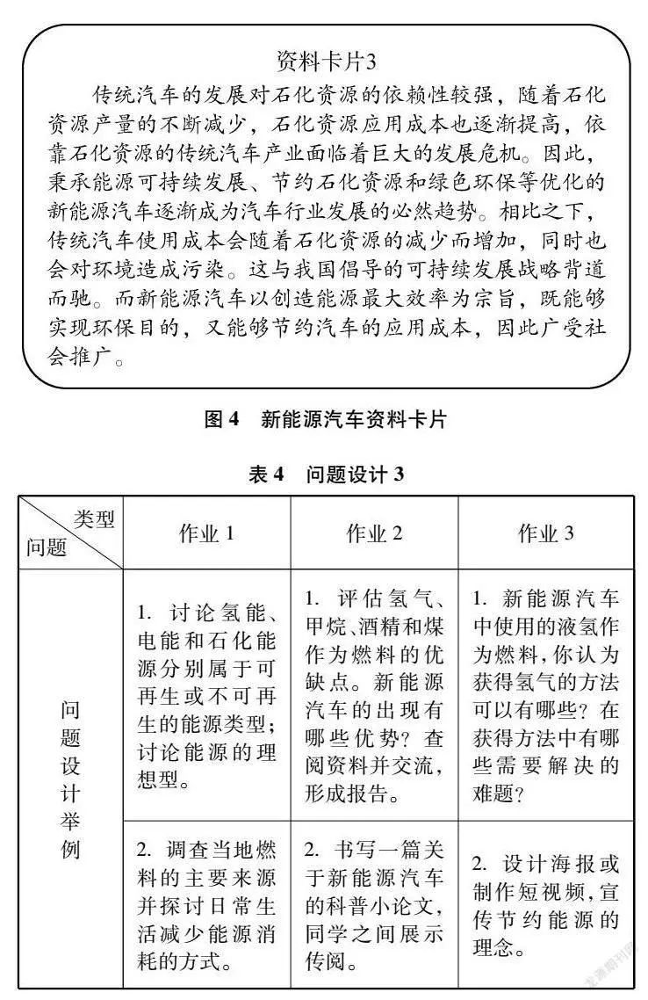 资料卡片3
传统汽车的发展对石化资源的依赖性较强，随着石化
资源产量的不断减少，石化资源应用成本也逐渐提高，依
靠石化资源的传统汽车产业面临着巨大的发展危机。因此，
秉承能源可持续发展、节约石化资源和绿色环保等优化的
新能源汽车逐渐成为汽车行业发展的必然趋势。相比之下，
传统汽车使用成本会随着石化资源的减少而增加，同时也
会对环境造成污染。这与我国倡导的可持续发展战略背道
而驰。而新能源汽车以创造能源最大效率为宗旨，既能够
实现环保目的，又能够节约汽车的应用成本，因此广受社
会推广。
图 4　新能源汽车资料卡片
表 4　问题设计 3
类型
问题
作业 1
作业 2
作业 3
问
题
设
计
举
例
1. 讨论氢能、
电能和石化能
源分别属于可
再生或不可再
生的能源类型；
讨论能源的理
想型。
1. 评估氢气、
甲烷、酒精和煤
作为燃料的优
缺点。新能源
汽车的出现有
哪些优势？查
阅资料并交流，
形成报告。
1. 新能源汽车
中使用的液氢作
为燃料，你认为
获得氢气的方法
可以有哪些？在
获得方法中有哪
些需要解决的
难题？
2. 调查当地燃
料的主要来源
并探讨日常生
活减少能源消
耗的方式。
2. 书写一篇关
于新能源汽车
的科普小论文，
同学之间展示
传阅。
2. 设计海报或
制作短视频，宣
传节约能源的
理念。
龙源期刊网